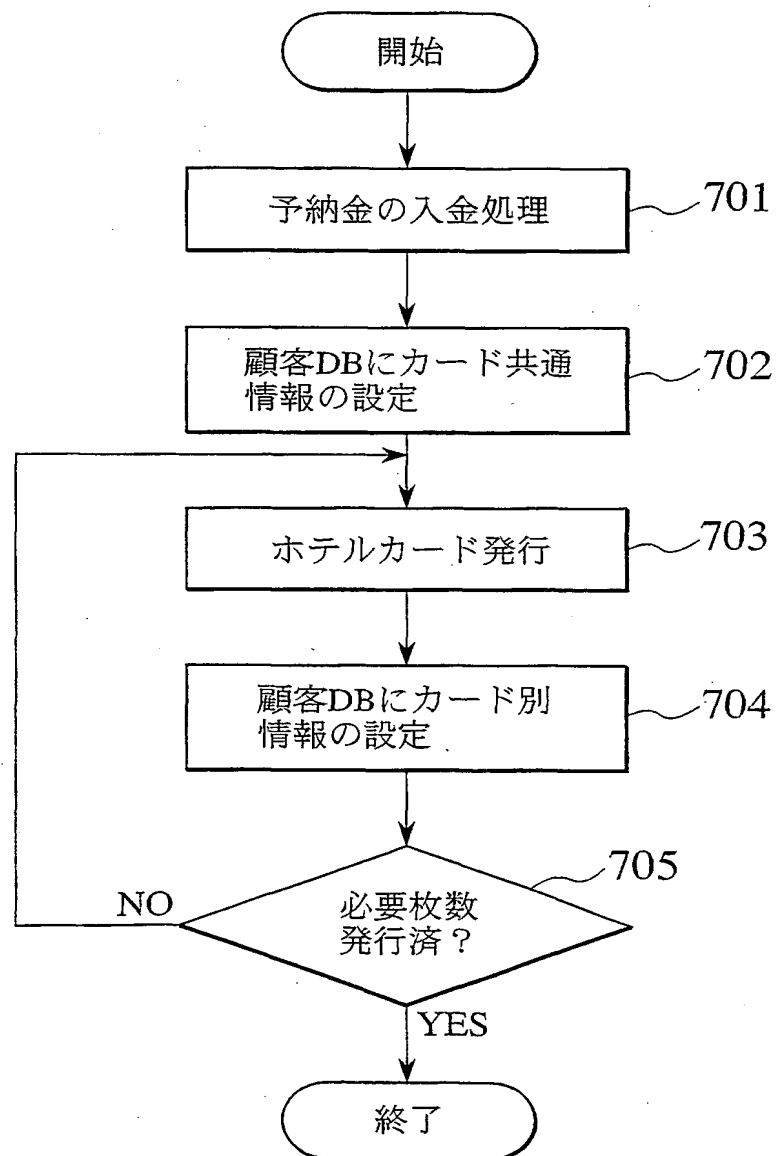 開始
予納金の入金処理
701
顧客DBにカード共通
情報の設定
702
ホテルカード発行
703
顧客DBにカード別
情報の設定
704
705
必要枚数
発行済？
NO
YES
終了